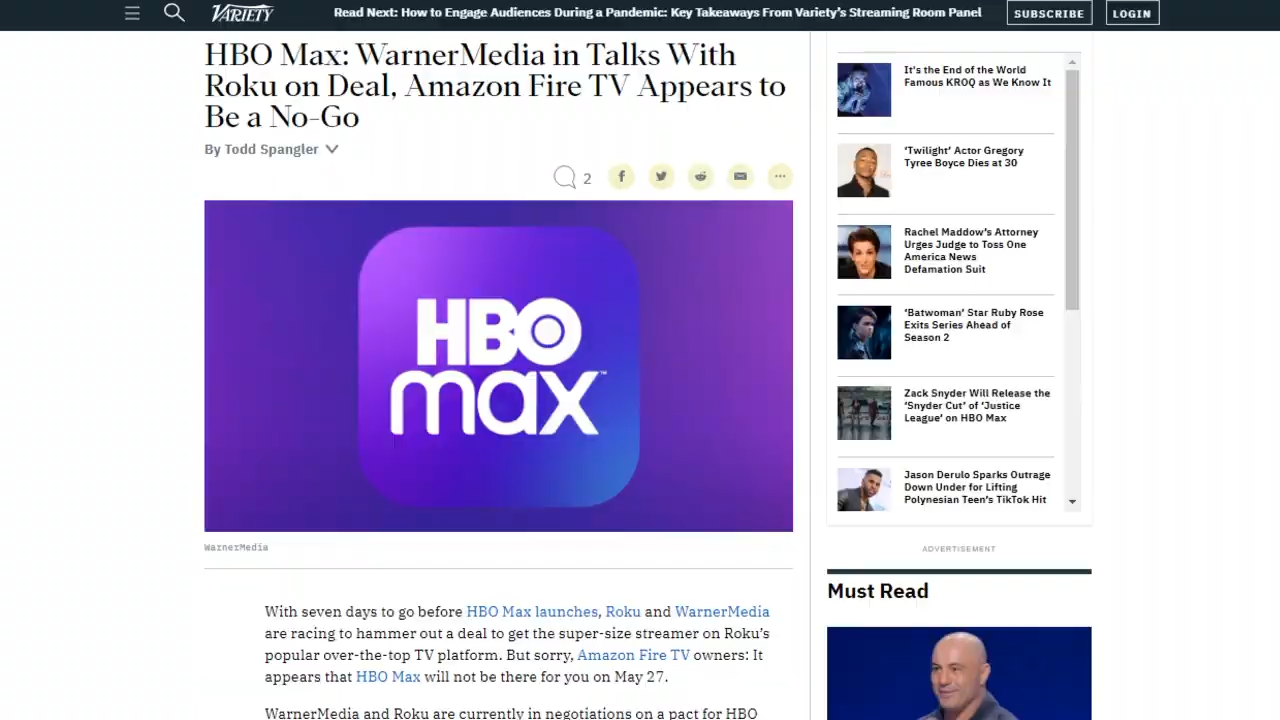 VARIETY
Read Next: How to Engage Audiences During a Pandemic: Key Takeaways From Variety's Streaming Room Panel
SUBSCRIBE
LOGIN
HBO Max: WarnerMedia in Talks With
Roku on Deal, Amazon Fire TV Appears to
Be a No-Go
By Todd Spangler
2
HBO
max™
WarnerMedia
With seven days to go before HBO Max launches, Roku and WarnerMedia
are racing to hammer out a deal to get the super-size streamer on Roku's
popular over-the-top TV platform. But sorry, Amazon Fire TV owners: It
appears that HBO Max will not be there for you on May 27.
WarnerMedia and Roku are currently in negotiations on a pact for HBO
It's the End of the World
Famous KROQ as We Know It
'Twilight' Actor Gregory
Tyree Boyce Dies at 30
Rachel Maddow's Attorney
Urges Judge to Toss One
America News
Defamation Suit
'Batwoman' Star Ruby Rose
Exits Series Ahead of
Season 2
Zack Snyder Will Release the
'Snyder Cut' of 'Justice
League' on HBO Max
Jason Derulo Sparks Outrage
Down Under for Lifting
Polynesian Teen's TikTok Hit
ADVERTISEMENT
Must Read